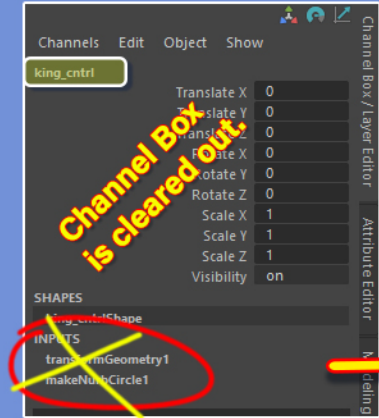 Channels Edit Object Show
king_cntrl
Translate X 0
Translate Y 0
Translate Z 0
Rotate X 0
Rotate Y 0
Rotate Z 0
Scale X 1
Scale Y 1
Scale Z 1
Visibility on
SHAPES
king_cntrlShape
INPUTS
transformGeometry1
makeNurbCircle1
Channel Box
is cleared out.
Channel Box / Layer Editor
Attribute Editor
Modeling